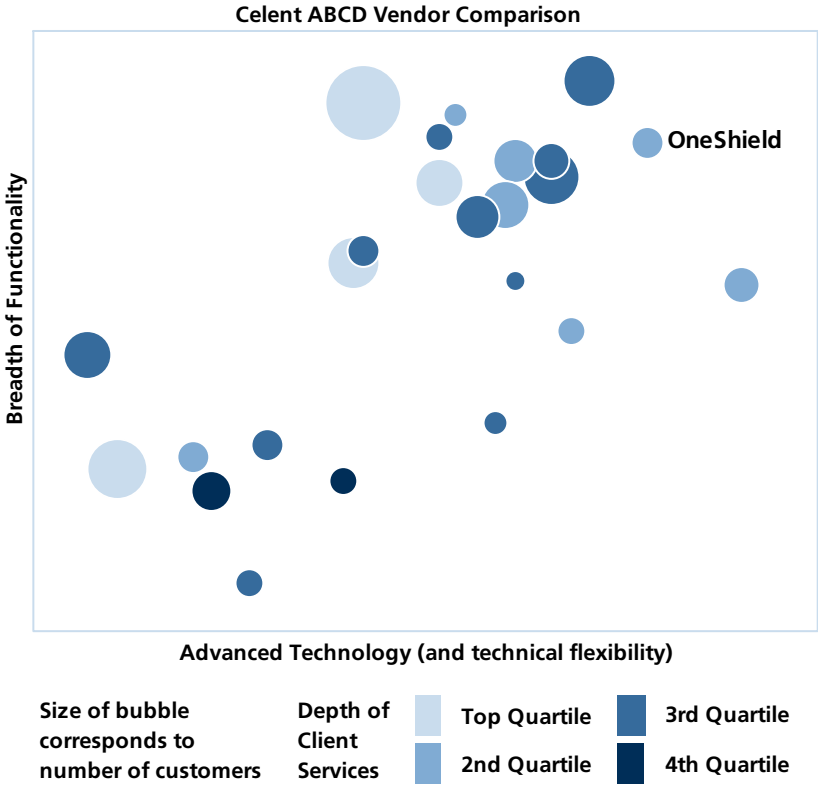 Celent ABCD Vendor Comparison
OneShield
Breadth of Functionality
Advanced Technology (and technical flexibility)
Size of bubble
corresponds to
number of customers
Depth of
Client
Services
Top Quartile
2nd Quartile
3rd Quartile
4th Quartile